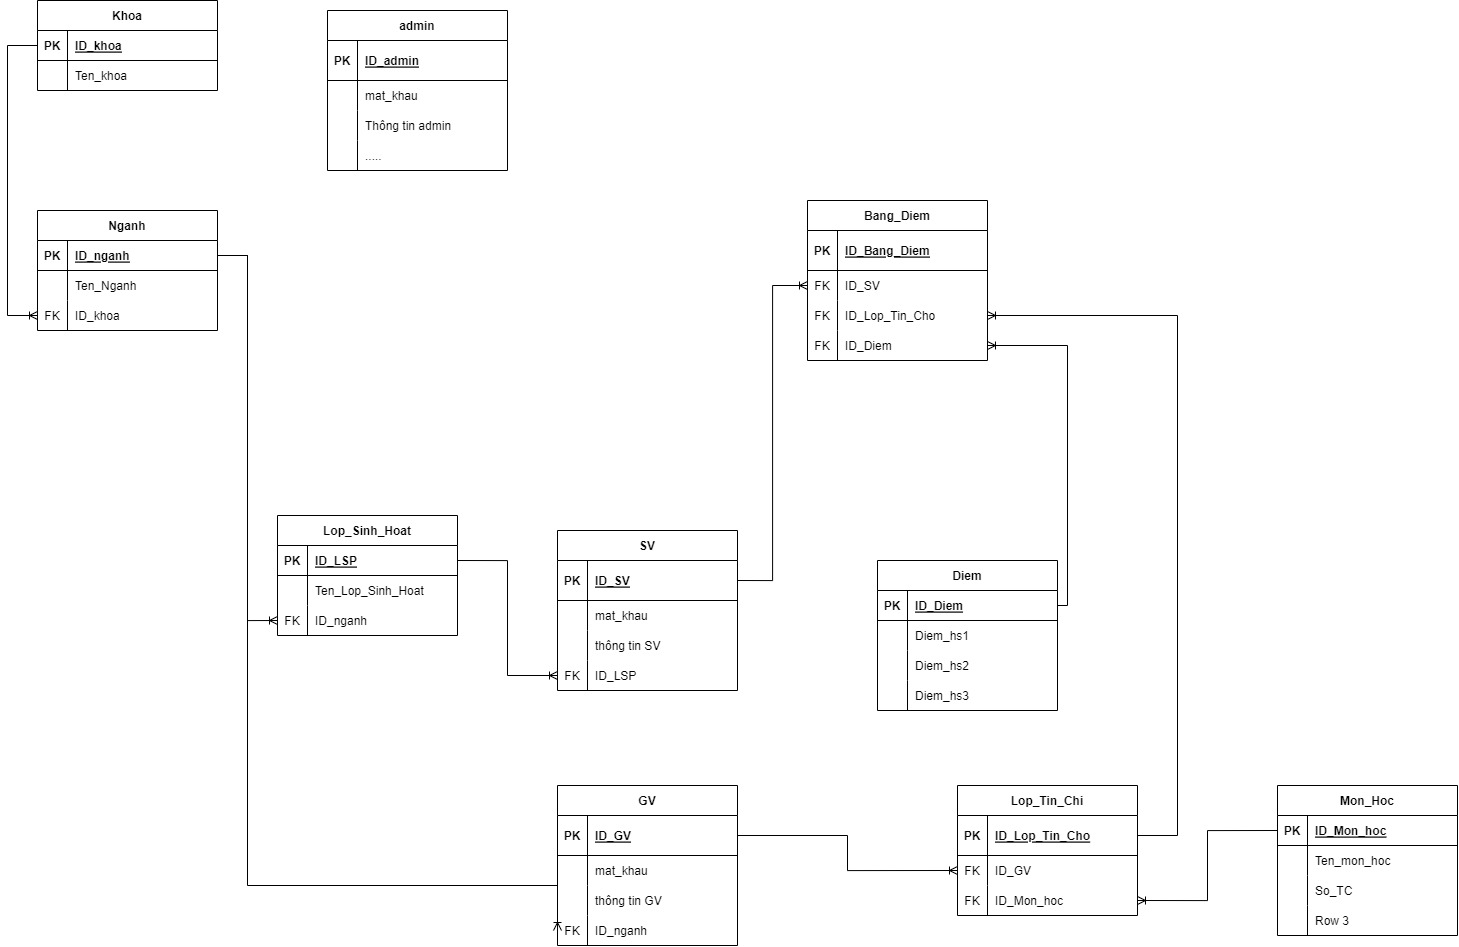 Khoa
PK ID_khoa
Ten_khoa
admin
PK ID_admin
mat_khau
Thông tin admin
.....
Nganh
PK ID_nganh
Ten_Nganh
FK ID_khoa
Bang_Diem
PK ID_Bang_Diem
FK ID_SV
FK ID_Lop_Tin_Cho
FK ID_Diem
Lop_Sinh_Hoat
PK ID_LSP
Ten_Lop_Sinh_Hoat
FK ID_nganh
SV
PK ID_SV
mat_khau
thông tin SV
FK ID_LSP
Diem
PK ID_Diem
Diem_hs1
Diem_hs2
Diem_hs3
GV
PK ID_GV
mat_khau
thông tin GV
FK ID_nganh
Lop_Tin_Chi
PK ID_Lop_Tin_Cho
FK ID_GV
FK ID_Mon_hoc
Mon_Hoc
PK ID_Mon_hoc
Ten_mon_hoc
So_TC
Row 3